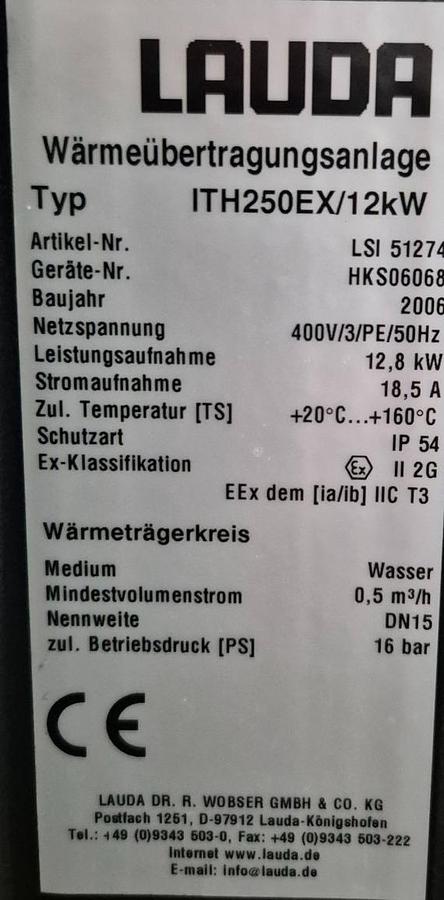 LAUDA
Wärmeübertragungsanlage
Typ ITH250EX/12kW
Artikel-Nr. LSI 51274
Geräte-Nr. HKS06068
Baujahr 2006
Netzspannung 400V/3/PE/50Hz
Leistungsaufnahme 12,8 kW
Stromaufnahme 18,5 A
Zul. Temperatur [TS] +20°C...+160°C
Schutzart IP 54
Ex-Klassifikation Ex II 2G
EEx dem [ia/ib] IIC T3
Wärmeträgerkreis
Medium Wasser
Mindestvolumenstrom 0,5 m³/h
Nennweite DN15
zul. Betriebsdruck [PS] 16 bar
CE
LAUDA DR. R. WOBSER GMBH & CO. KG
Postfach 1251, D-97912 Lauda-Königshofen
Tel.: +49 (0)9343 503-0, Fax: +49 (0)9343 503-222
Internet www.lauda.de
E-mail: info@lauda.de